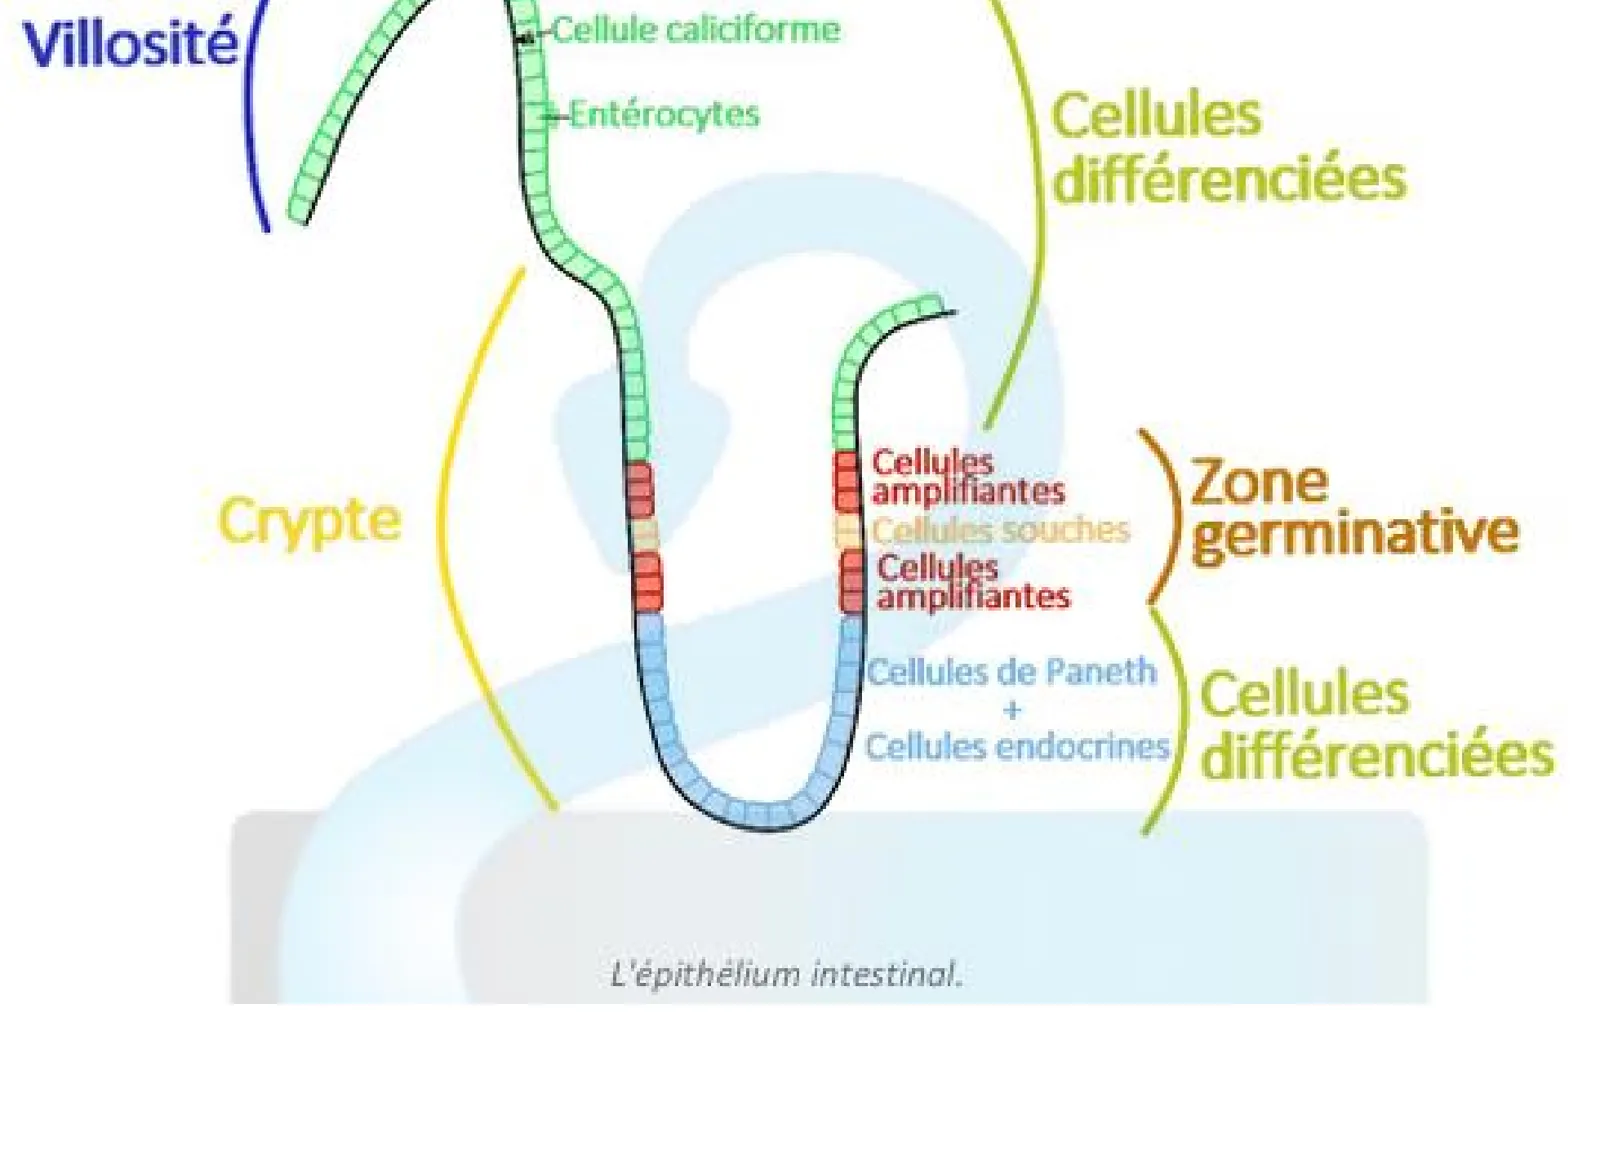 Villosité
Cellule caliciforme
Entérocytes
Cellules
différenciées
Crypte
Cellules
amplifiantes
Cellules souches
Cellules
amplifiantes
Zone
germinative
Cellules de Paneth
+
Cellules endocrines
Cellules
différenciées
L'épithélium intestinal.